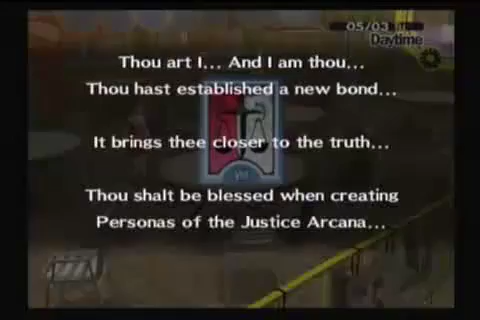 05/03
Daytime
Thou art I... And I am thou...
Thou hast established a new bond...
It brings thee closer to the truth...
Thou shalt be blessed when creating
Personas of the Justice Arcana...
VIII